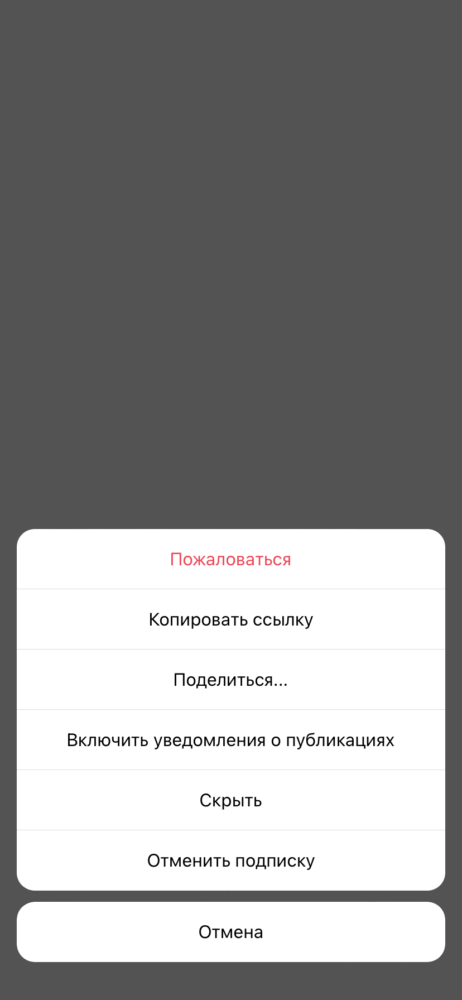 Пожаловаться
Копировать ссылку
Поделиться...
Включить уведомления о публикациях
Скрыть
Отменить подписку
Отмена